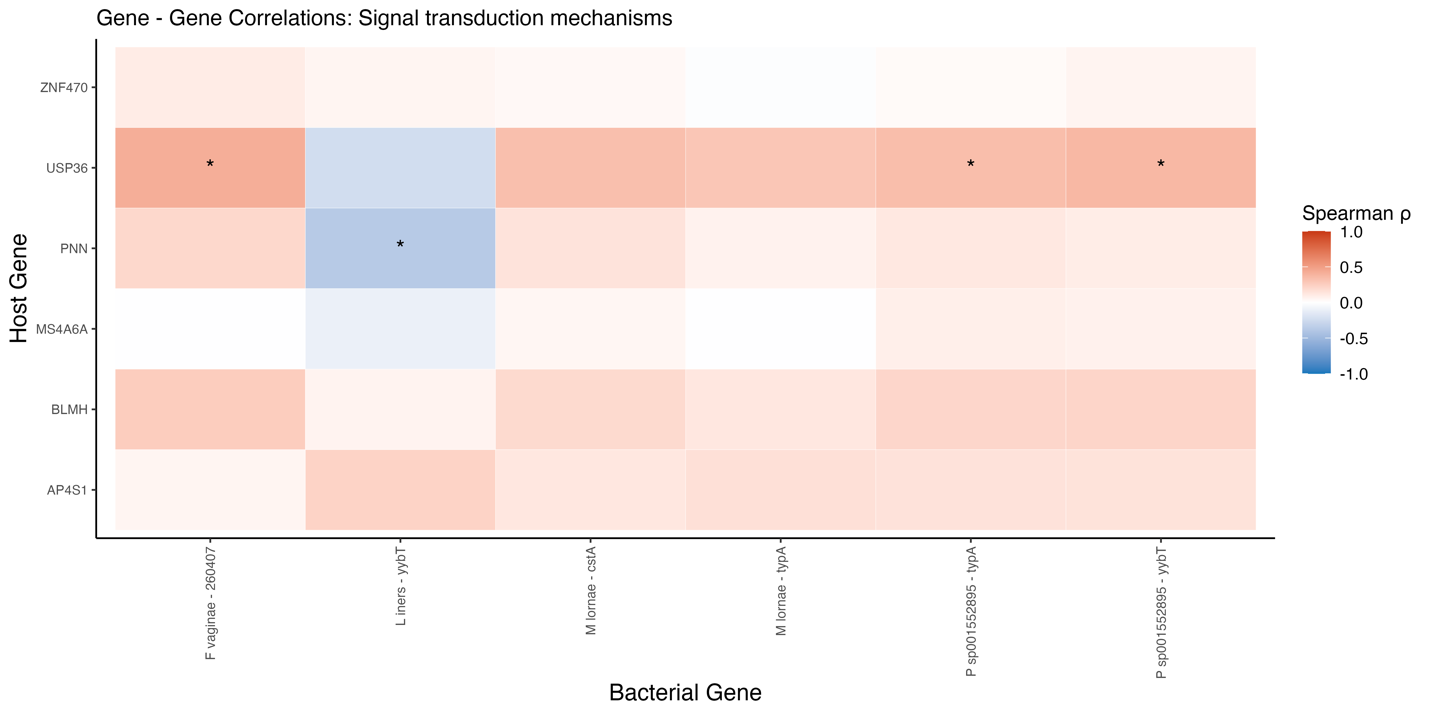 Gene - Gene Correlations: Signal transduction mechanisms
Host Gene
ZNF470
USP36
PNN
MS4A6A
BLMH
AP4S1
*
*
*
*
F vaginae - 260407
L iners - yybT
M lornae - cstA
M lornae - typA
P sp001552895 - typA
P sp001552895 - yybT
Bacterial Gene
Spearman ρ
1.0
0.5
0.0
-0.5
-1.0